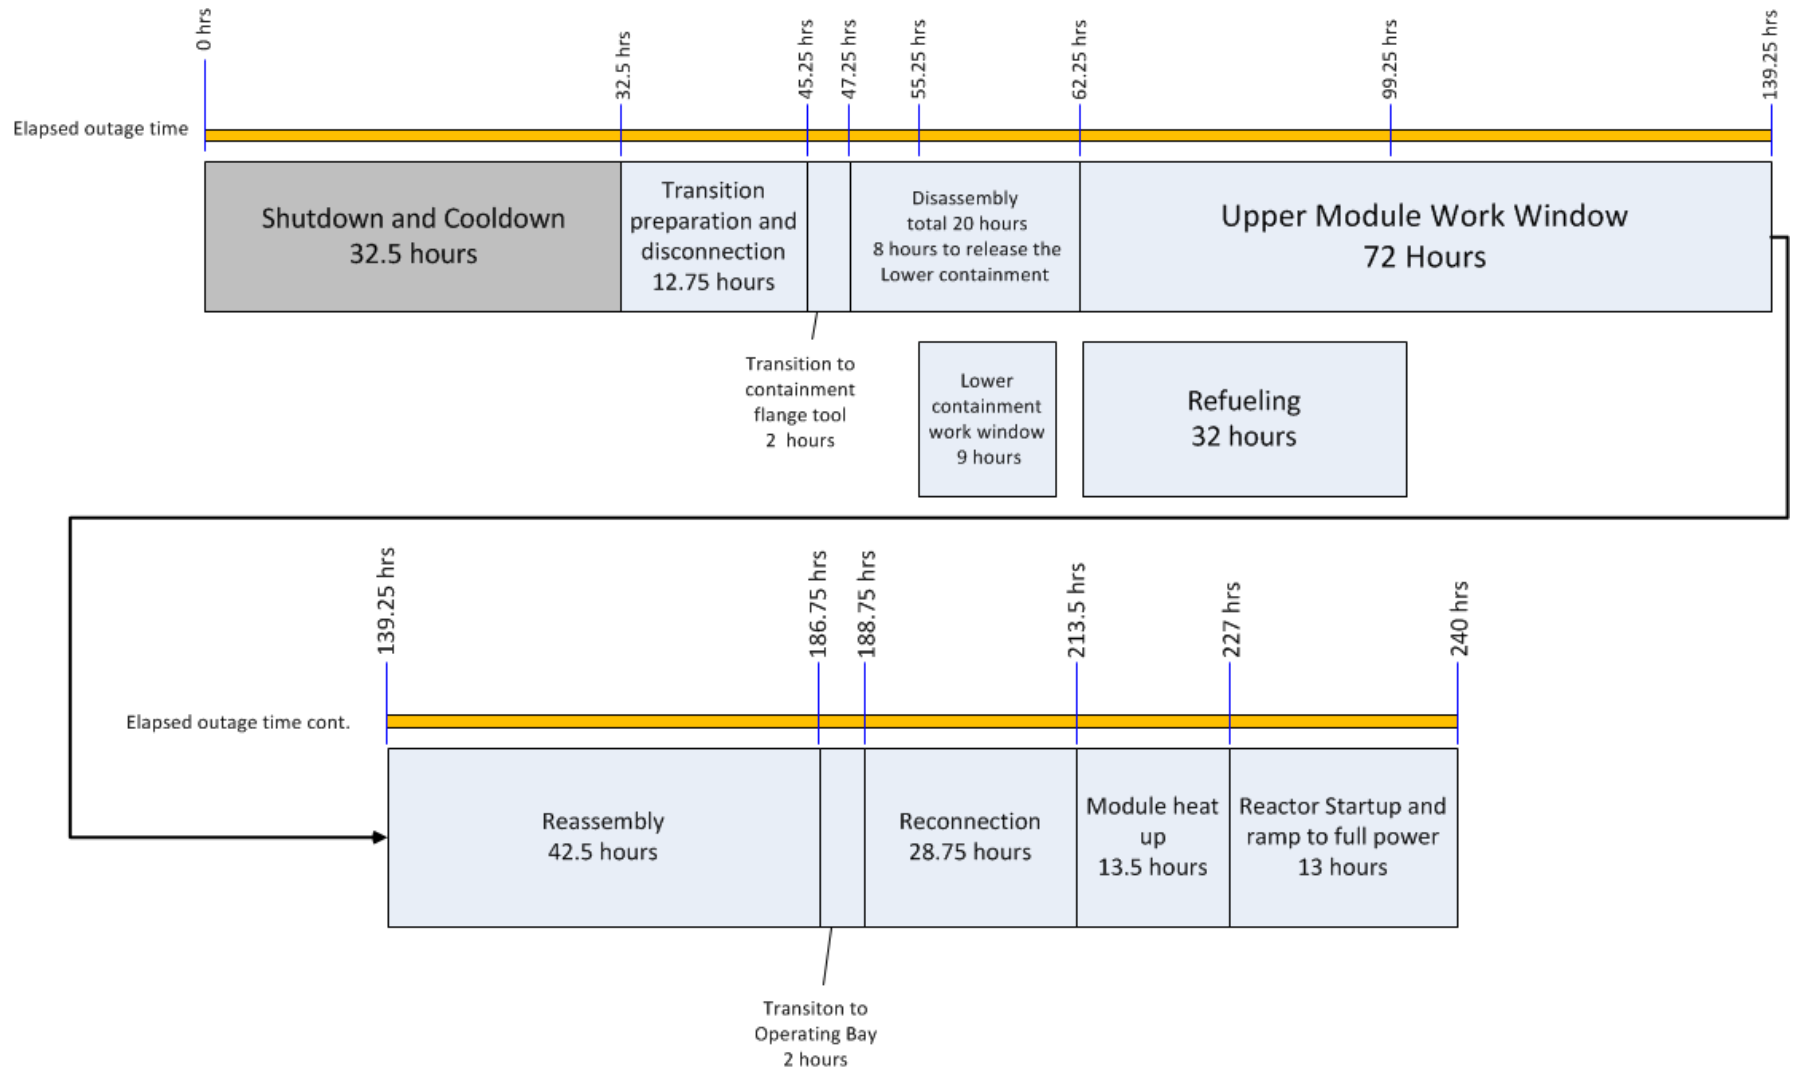 0 hrs
32.5 hrs
45.25 hrs
47.25 hrs
55.25 hrs
62.25 hrs
99.25 hrs
139.25 hrs
Elapsed outage time
Shutdown and Cooldown
32.5 hours
Transition
preparation and
disconnection
12.75 hours
Disassembly
total 20 hours
8 hours to release the
Lower containment
Upper Module Work Window
72 Hours
Transition to
containment
flange tool
2 hours
Lower
containment
work window
9 hours
Refueling
32 hours
139.25 hrs
186.75 hrs
188.75 hrs
213.5 hrs
227 hrs
240 hrs
Elapsed outage time cont.
Reassembly
42.5 hours
Reconnection
28.75 hours
Module heat
up
13.5 hours
Reactor Startup and
ramp to full power
13 hours
Transiton to
Operating Bay
2 hours